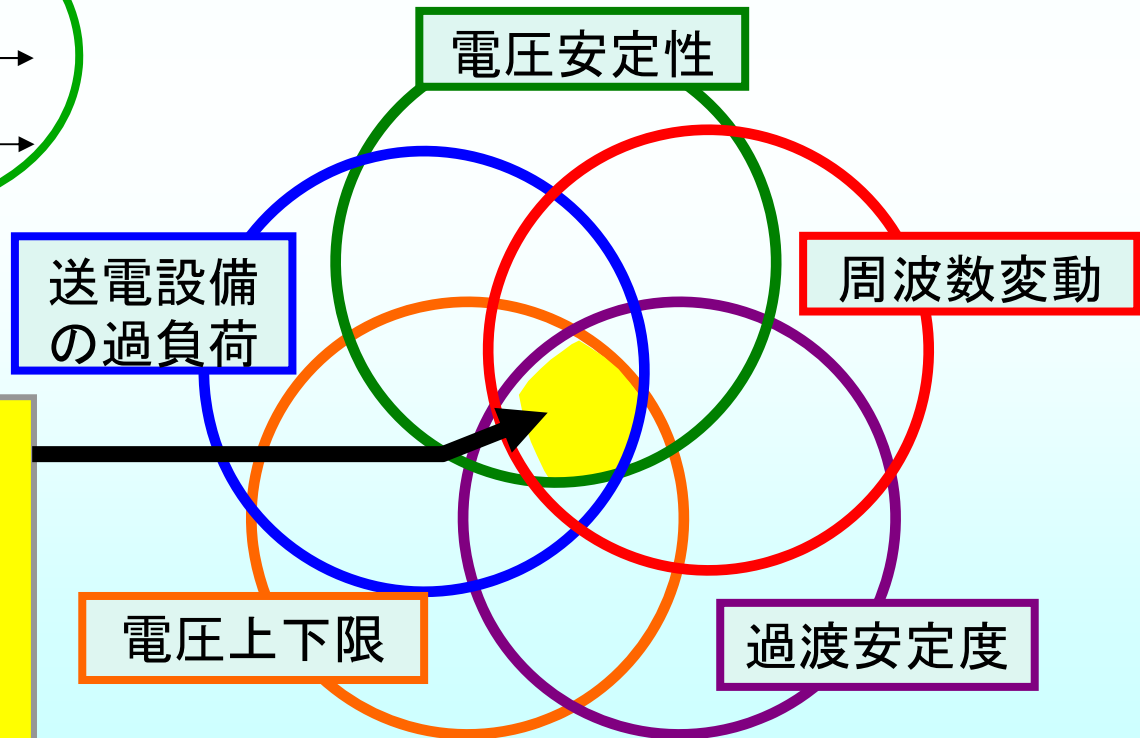 電圧安定性
送電設備
の過負荷
周波数変動
電圧上下限
過渡安定度